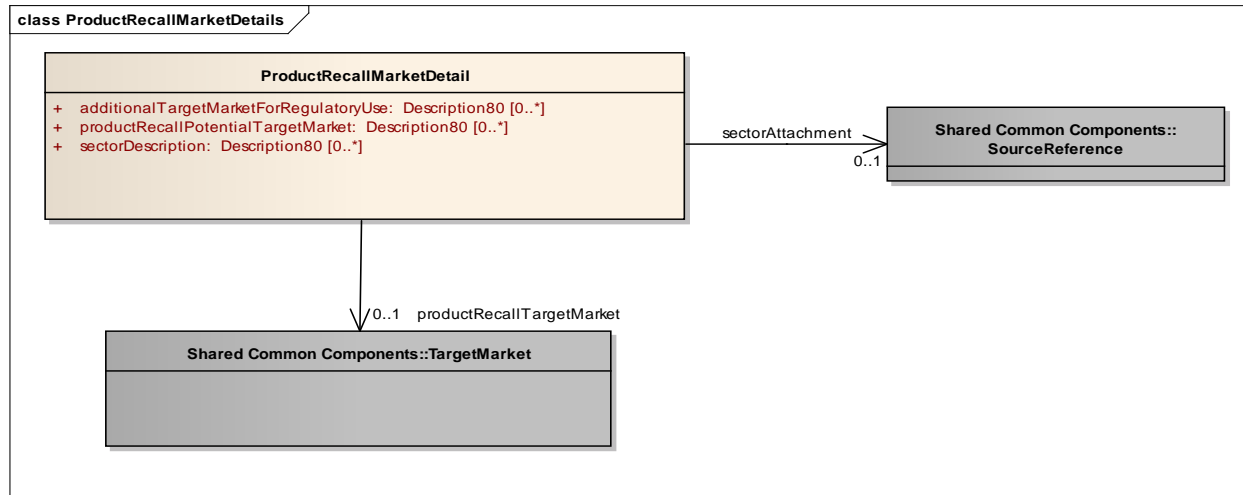 class ProductRecallMarketDetails
ProductRecallMarketDetail
+ additionalTargetMarketForRegulatoryUse: Description80 [0..*]
+ productRecallPotentialTargetMarket: Description80 [0..*]
+ sectorDescription: Description80 [0..*]
sectorAttachment
0..1
Shared Common Components::
SourceReference
0..1 productRecallTargetMarket
Shared Common Components::TargetMarket